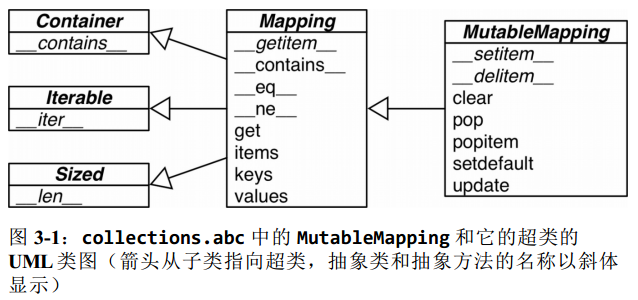 Container
__contains__
Iterable
__iter__
Sized
__len__
Mapping
__getitem__
__contains__
__eq__
__ne__
get
items
keys
values
MutableMapping
__setitem__
__delitem__
clear
pop
popitem
setdefault
update
图 3-1：collections.abc 中的 MutableMapping 和它的超类的
UML 类图（箭头从子类指向超类，抽象类和抽象方法的名称以斜体
显示）